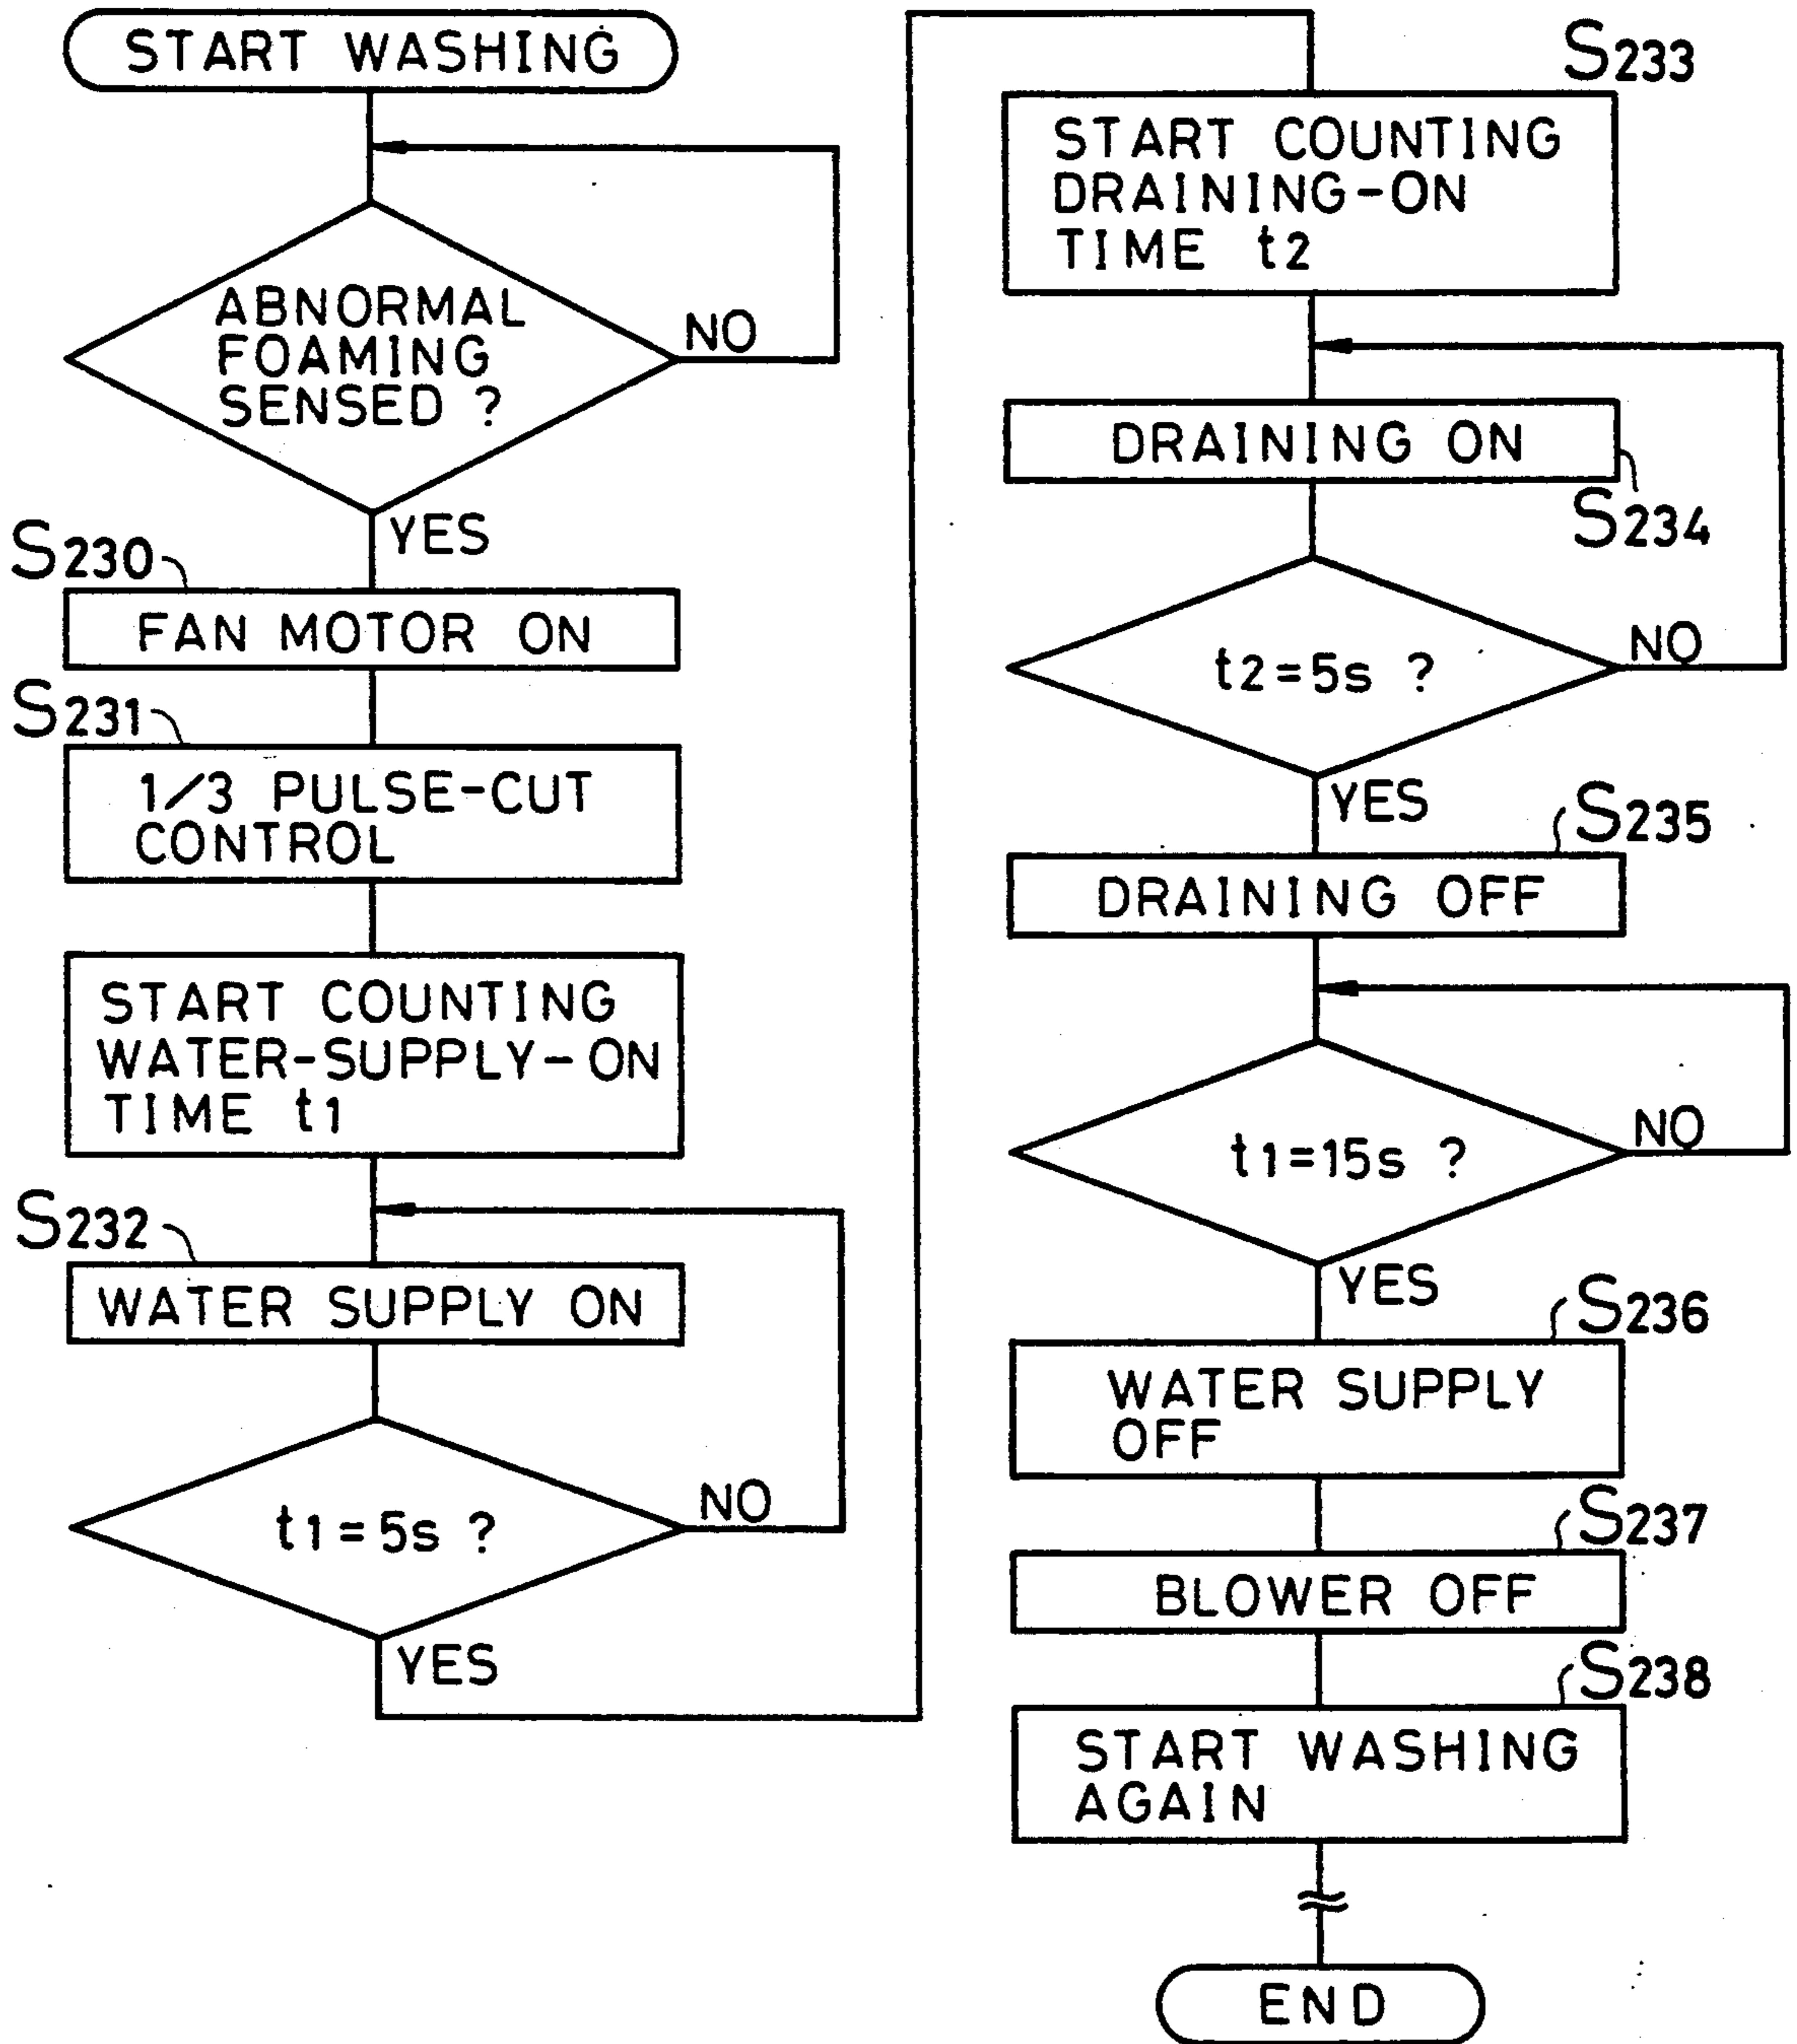 START WASHING
ABNORMAL
FOAMING
SENSED ?
NO
YES
S230
FAN MOTOR ON
S231
1/3 PULSE-CUT
CONTROL
START COUNTING
WATER-SUPPLY-ON
TIME t1
S232
WATER SUPPLY ON
t1=5s ?
NO
YES
S233
START COUNTING
DRAINING-ON
TIME t2
DRAINING ON
S234
t2=5s ?
NO
YES
S235
DRAINING OFF
t1=15s ?
NO
YES
S236
WATER SUPPLY
OFF
S237
BLOWER OFF
S238
START WASHING
AGAIN
END